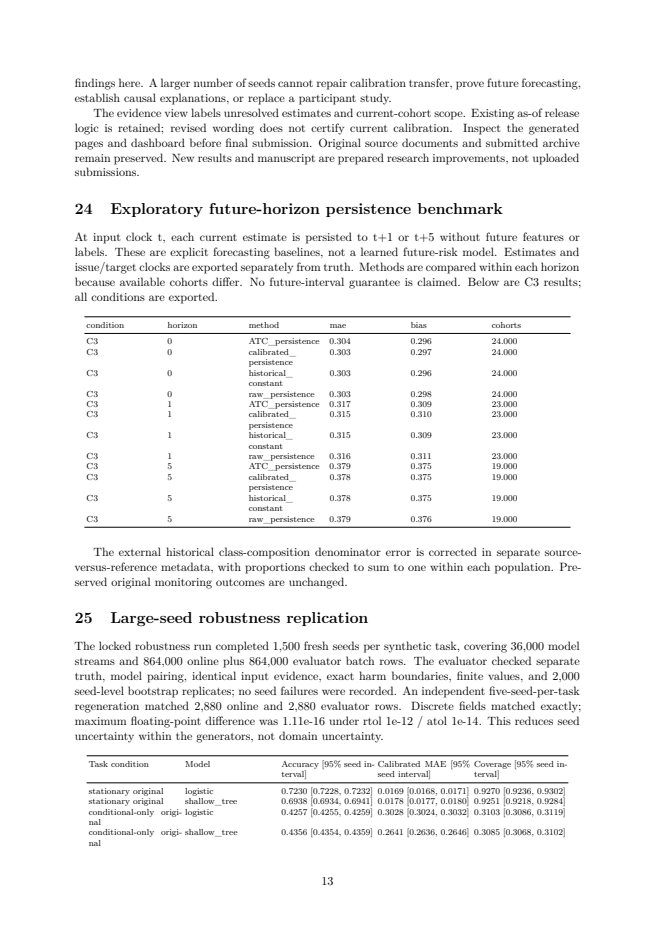 findings here. A larger number of seeds cannot repair calibration transfer, prove future forecasting,
establish causal explanations, or replace a participant study.
The evidence view labels unresolved estimates and current-cohort scope. Existing as-of release
logic is retained; revised wording does not certify current calibration. Inspect the generated
pages and dashboard before final submission. Original source documents and submitted archive
remain preserved. New results and manuscript are prepared research improvements, not uploaded
submissions.
24 Exploratory future-horizon persistence benchmark
At input clock t, each current estimate is persisted to t+1 or t+5 without future features or
labels. These are explicit forecasting baselines, not a learned future-risk model. Estimates and
issue/target clocks are exported separately from truth. Methods are compared within each horizon
because available cohorts differ. No future-interval guarantee is claimed. Below are C3 results;
all conditions are exported.
condition horizon method mae bias cohorts
C3 0 ATC_persistence 0.304 0.296 24.000
C3 0 calibrated_ 0.303 0.297 24.000
persistence
C3 0 historical_ 0.303 0.296 24.000
constant
C3 0 raw_persistence 0.303 0.298 24.000
C3 1 ATC_persistence 0.317 0.309 23.000
C3 1 calibrated_ 0.315 0.310 23.000
persistence
C3 1 historical_ 0.315 0.309 23.000
constant
C3 1 raw_persistence 0.316 0.311 23.000
C3 5 ATC_persistence 0.379 0.375 19.000
C3 5 calibrated_ 0.378 0.375 19.000
persistence
C3 5 historical_ 0.378 0.375 19.000
constant
C3 5 raw_persistence 0.379 0.376 19.000
The external historical class-composition denominator error is corrected in separate source-
versus-reference metadata, with proportions checked to sum to one within each population. Pre-
served original monitoring outcomes are unchanged.
25 Large-seed robustness replication
The locked robustness run completed 1,500 fresh seeds per synthetic task, covering 36,000 model
streams and 864,000 online plus 864,000 evaluator batch rows. The evaluator checked separate
truth, model pairing, identical input evidence, exact harm boundaries, finite values, and 2,000
seed-level bootstrap replicates; no seed failures were recorded. An independent five-seed-per-task
regeneration matched 2,880 online and 2,880 evaluator rows. Discrete fields matched exactly;
maximum floating-point difference was 1.11e-16 under rtol 1e-12 / atol 1e-14. This reduces seed
uncertainty within the generators, not domain uncertainty.
Task condition Model Accuracy [95% seed in- Calibrated MAE [95% Coverage [95% seed in-
terval] seed interval] terval]
stationary original logistic 0.7230 [0.7228, 0.7232] 0.0169 [0.0168, 0.0171] 0.9270 [0.9236, 0.9302]
stationary original shallow_tree 0.6938 [0.6934, 0.6941] 0.0178 [0.0177, 0.0180] 0.9251 [0.9218, 0.9284]
conditional-only origi- logistic 0.4257 [0.4255, 0.4259] 0.3028 [0.3024, 0.3032] 0.3103 [0.3086, 0.3119]
nal
conditional-only origi- shallow_tree 0.4356 [0.4354, 0.4359] 0.2641 [0.2636, 0.2646] 0.3085 [0.3068, 0.3102]
nal
13